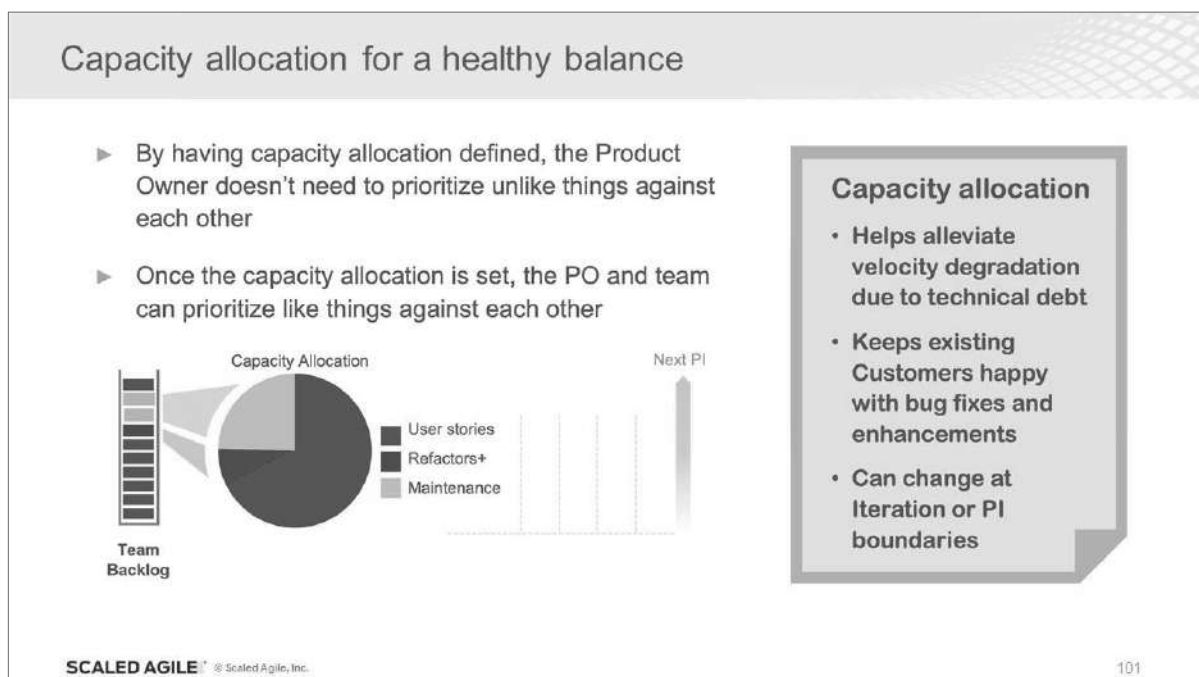 Capacity allocation for a healthy balance
By having capacity allocation defined, the Product
Owner doesn't need to prioritize unlike things against
each other
Once the capacity allocation is set, the PO and team
can prioritize like things against each other
Capacity Allocation
Next PI
User stories
Refactors+
Maintenance
Team
Backlog
Capacity allocation
• Helps alleviate
velocity degradation
due to technical debt
• Keeps existing
Customers happy
with bug fixes and
enhancements
• Can change at
Iteration or PI
boundaries
SCALED AGILE® © Scaled Agile, Inc.
101